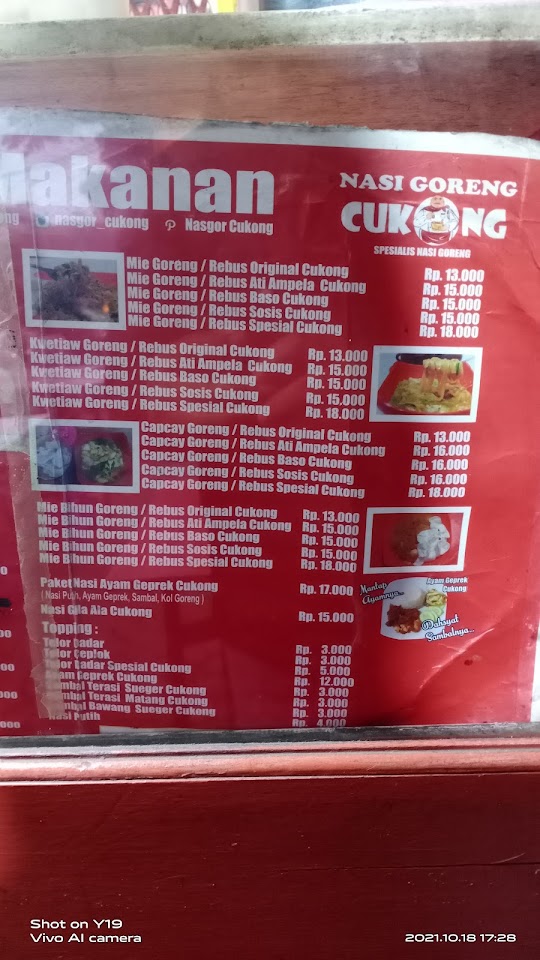 Makanan
nasgor_cukong Nasgor Cukong
NASI GORENG
CUKONG
SPESIALIS NASI GORENG
Mie Goreng / Rebus Original Cukong Rp. 13.000
Mie Goreng / Rebus Ati Ampela Cukong Rp. 15.000
Mie Goreng / Rebus Baso Cukong Rp. 15.000
Mie Goreng / Rebus Sosis Cukong Rp. 15.000
Mie Goreng / Rebus Spesial Cukong Rp. 18.000
Kwetiaw Goreng / Rebus Original Cukong Rp. 13.000
Kwetiaw Goreng / Rebus Ati Ampela Cukong Rp. 15.000
Kwetiaw Goreng / Rebus Baso Cukong Rp. 15.000
Kwetiaw Goreng / Rebus Sosis Cukong Rp. 15.000
Kwetiaw Goreng / Rebus Spesial Cukong Rp. 18.000
Capcay Goreng / Rebus Original Cukong Rp. 13.000
Capcay Goreng / Rebus Ati Ampela Cukong Rp. 16.000
Capcay Goreng / Rebus Baso Cukong Rp. 16.000
Capcay Goreng / Rebus Sosis Cukong Rp. 16.000
Capcay Goreng / Rebus Spesial Cukong Rp. 18.000
Mie Bihun Goreng / Rebus Original Cukong Rp. 13.000
Mie Bihun Goreng / Rebus Ati Ampela Cukong Rp. 15.000
Mie Bihun Goreng / Rebus Baso Cukong Rp. 15.000
Mie Bihun Goreng / Rebus Sosis Cukong Rp. 15.000
Mie Bihun Goreng / Rebus Spesial Cukong Rp. 18.000
Paket Nasi Ayam Geprek Cukong Rp. 17.000
( Nasi Putih, Ayam Geprek, Sambal, Kol Goreng )
Nasi Gila Ala Cukong Rp. 15.000
Mantap Ayamnya...
Ayam Geprek Cukong
Dahsyat Sambalnya...
Topping :
Telor Dadar Rp. 3.000
Telor Ceplok Rp. 3.000
Telor Dadar Spesial Cukong Rp. 5.000
Ayam Geprek Cukong Rp. 12.000
Sambal Terasi Sueger Cukong Rp. 3.000
Sambal Terasi Matang Cukong Rp. 3.000
Sambal Bawang Sueger Cukong Rp. 3.000
Nasi Putih Rp. 4.000
Shot on Y19
Vivo AI camera
2021.10.18 17:28